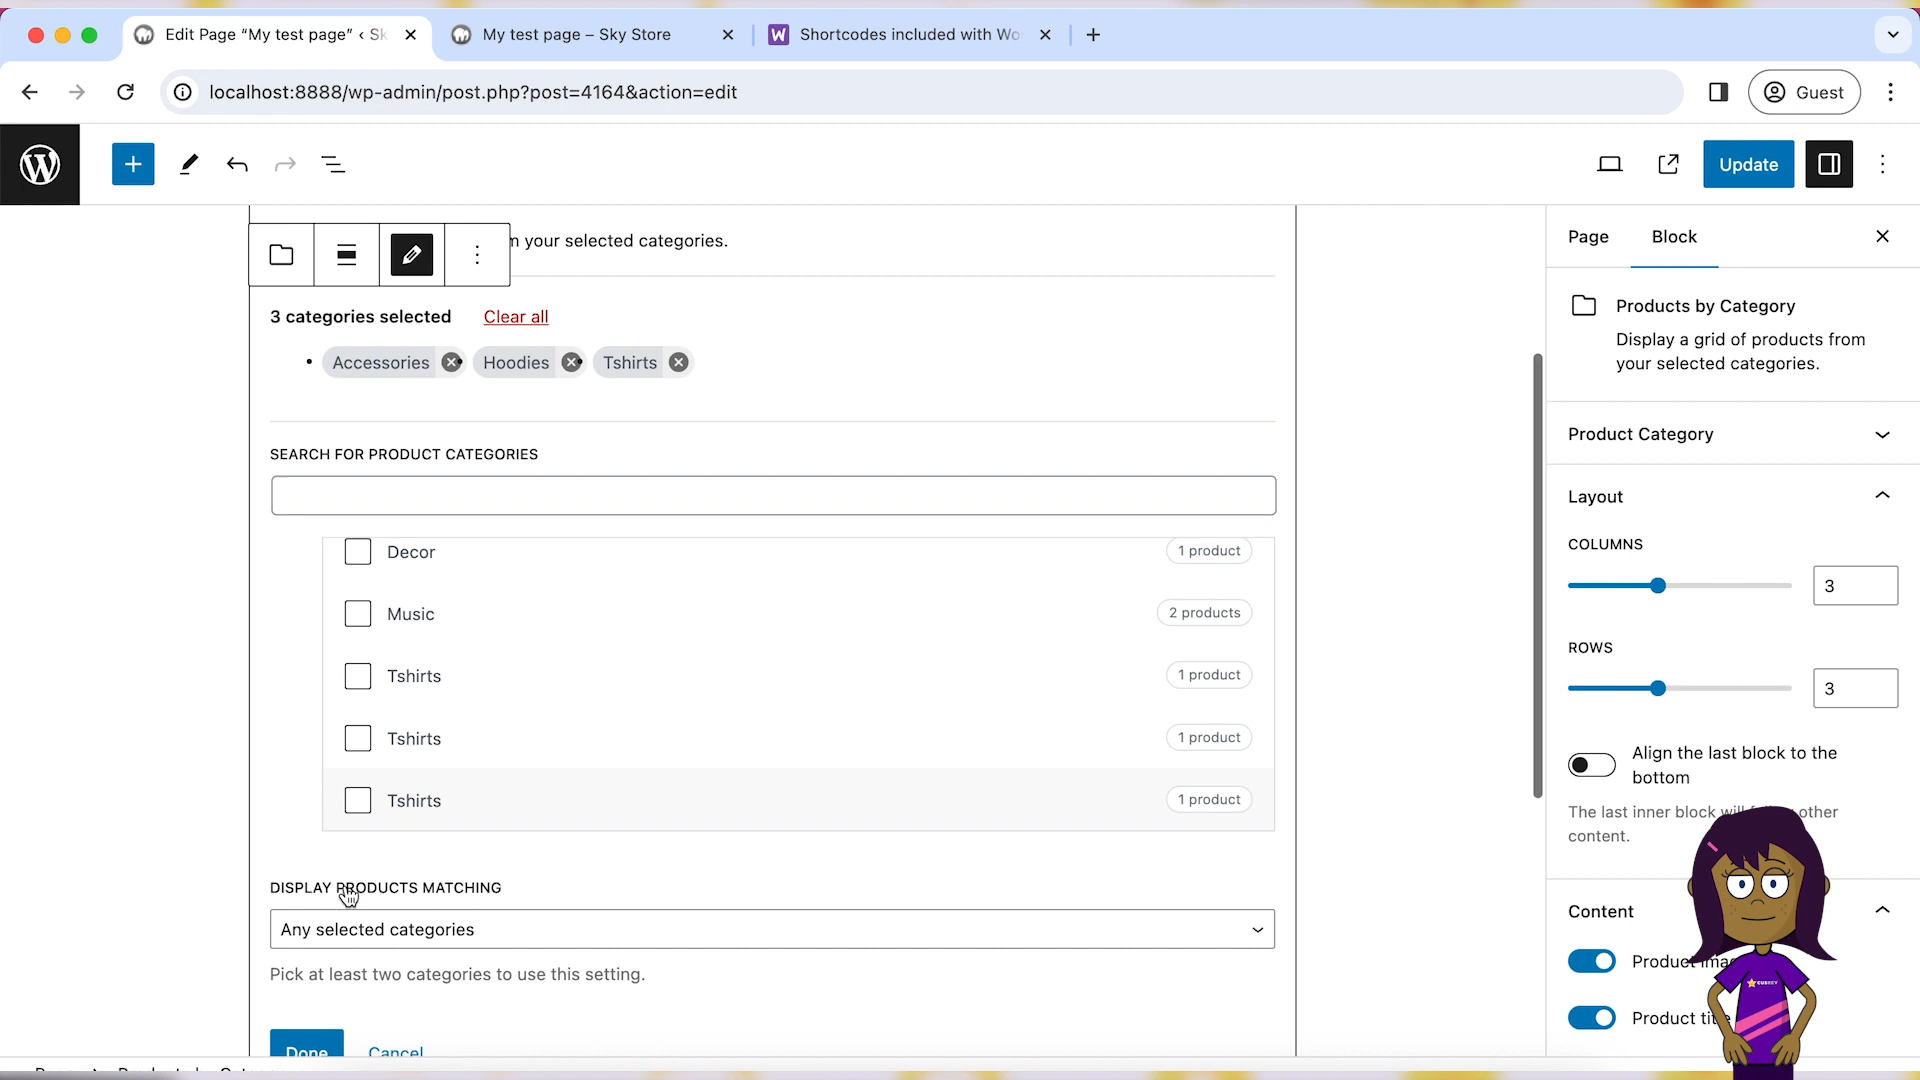 Edit Page “My test page” ‹ Sk
My test page – Sky Store
Shortcodes included with Wo
localhost:8888/wp-admin/post.php?post=4164&action=edit
Guest
Update
your selected categories.
Page
Block
Products by Category
Display a grid of products from
your selected categories.
3 categories selected
Clear all
Accessories
Hoodies
Tshirts
Product Category
SEARCH FOR PRODUCT CATEGORIES
Layout
COLUMNS
3
Decor
1 product
Music
2 products
ROWS
3
Tshirts
1 product
Tshirts
1 product
Tshirts
1 product
Align the last block to the
bottom
The last inner block will other
content.
DISPLAY PRODUCTS MATCHING
Any selected categories
Pick at least two categories to use this setting.
Content
Product
Product
CUSREV
Done
Cancel